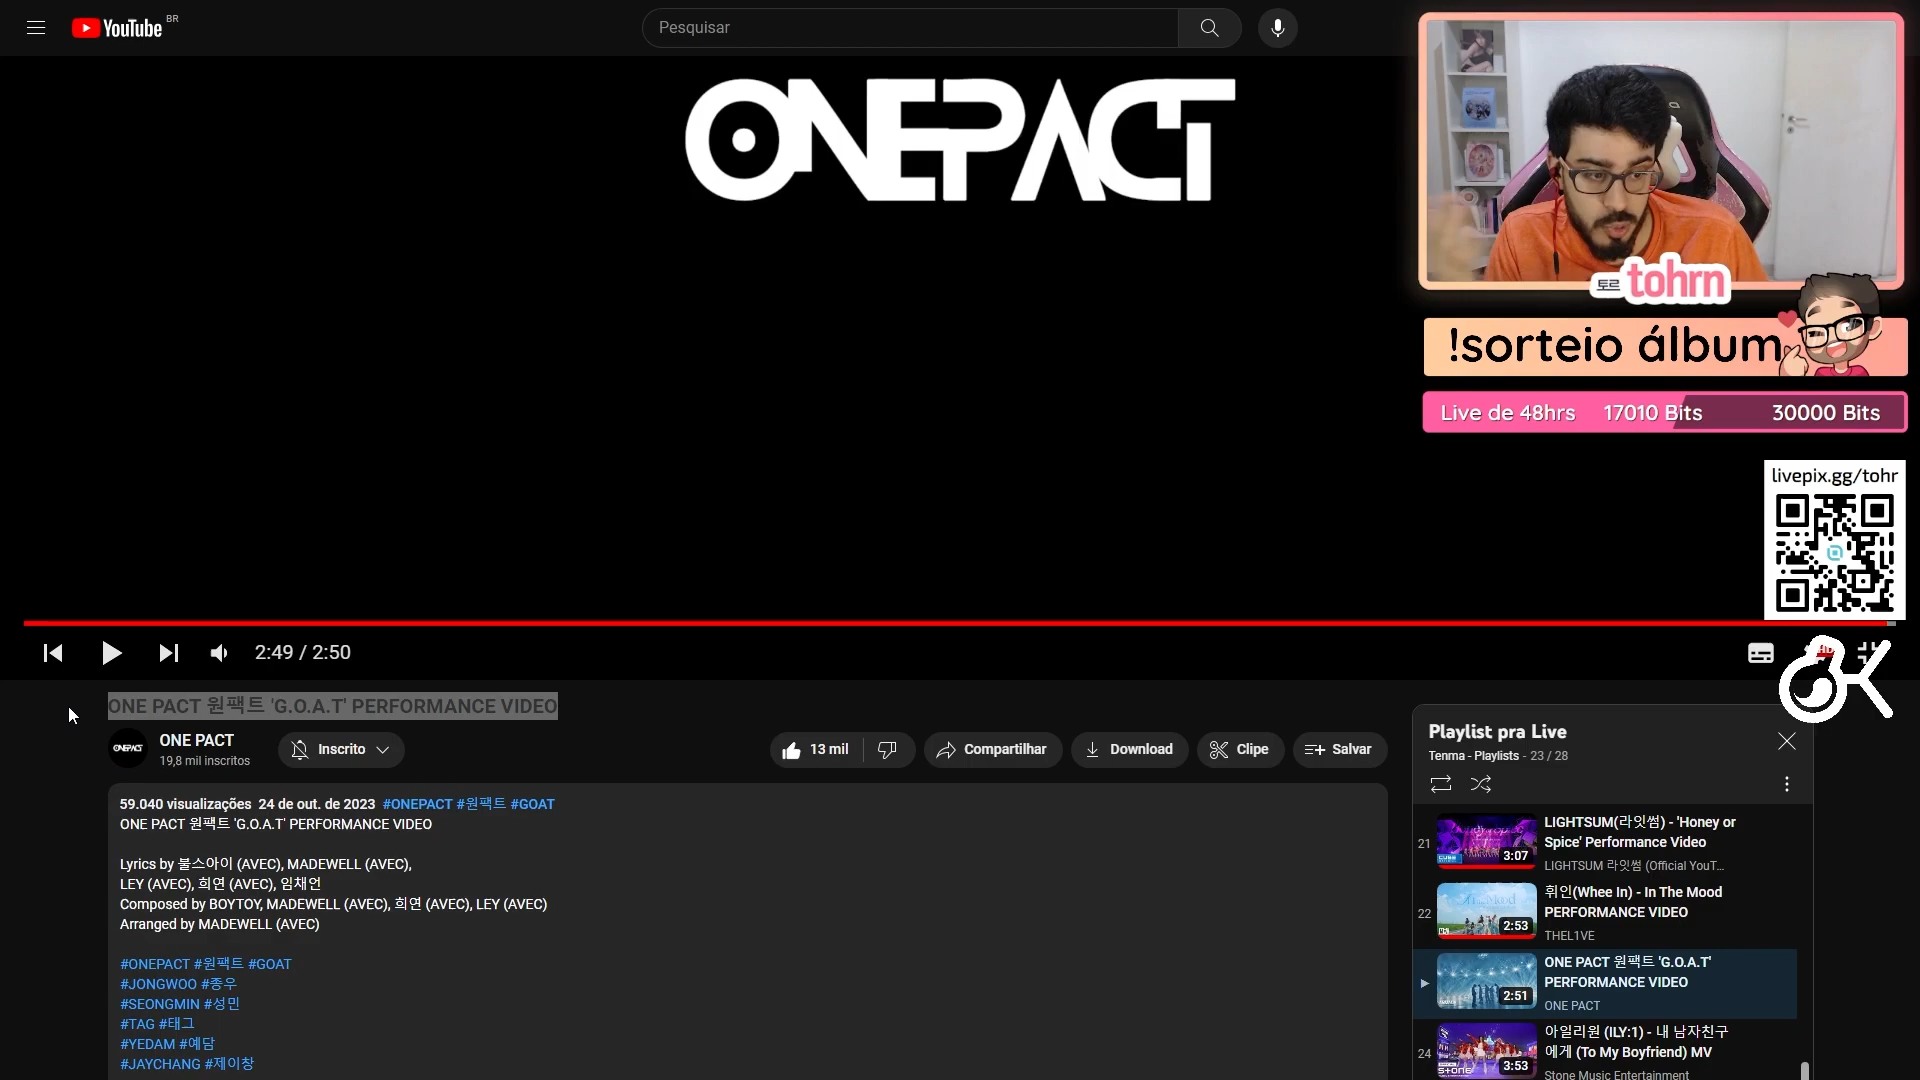 YouTube BR
Pesquisar
ONE PACT
토르 tohrn
!sorteio álbum
Live de 48hrs 17010 Bits 30000 Bits
livepix.gg/tohr
2:49 / 2:50
HD
OK
ONE PACT 원팩트 'G.O.A.T' PERFORMANCE VIDEO
ONE PACT
ONE PACT
19,8 mil inscritos
Inscrito
13 mil
Compartilhar
Download
Clipe
Salvar
59.040 visualizações 24 de out. de 2023 #ONEPACT #원팩트 #GOAT
ONE PACT 원팩트 'G.O.A.T' PERFORMANCE VIDEO
Lyrics by 불스아이 (AVEC), MADEWELL (AVEC),
LEY (AVEC), 희연 (AVEC), 임채언
Composed by BOYTOY, MADEWELL (AVEC), 희연 (AVEC), LEY (AVEC)
Arranged by MADEWELL (AVEC)
#ONEPACT #원팩트 #GOAT
#JONGWOO #종우
#SEONGMIN #성민
#TAG #태그
#YEDAM #예담
#JAYCHANG #제이창
Playlist pra Live
Tenma - Playlists - 23 / 28
21
3:07
LIGHTSUM(라잇썸) - 'Honey or
Spice' Performance Video
LIGHTSUM 라잇썸 (Official YouT...
22
2:53
휘인(Whee In) - In The Mood
PERFORMANCE VIDEO
THEL1VE
2:51
ONE PACT 원팩트 'G.O.A.T'
PERFORMANCE VIDEO
ONE PACT
24
3:53
아일리원 (ILY:1) - 내 남자친구
에게 (To My Boyfriend) MV
Stone Music Entertainment